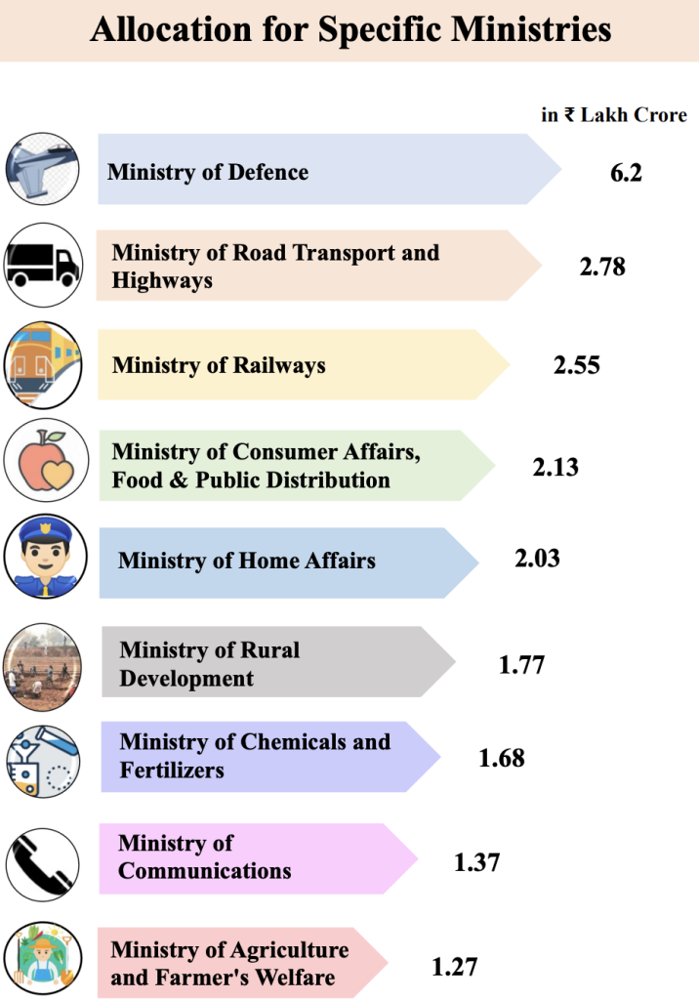 Allocation for Specific Ministries
in ₹ Lakh Crore
Ministry of Defence
6.2
Ministry of Road Transport and
Highways
2.78
Ministry of Railways
2.55
Ministry of Consumer Affairs,
Food & Public Distribution
2.13
Ministry of Home Affairs
2.03
Ministry of Rural
Development
1.77
Ministry of Chemicals and
Fertilizers
1.68
Ministry of
Communications
1.37
Ministry of Agriculture
and Farmer's Welfare
1.27